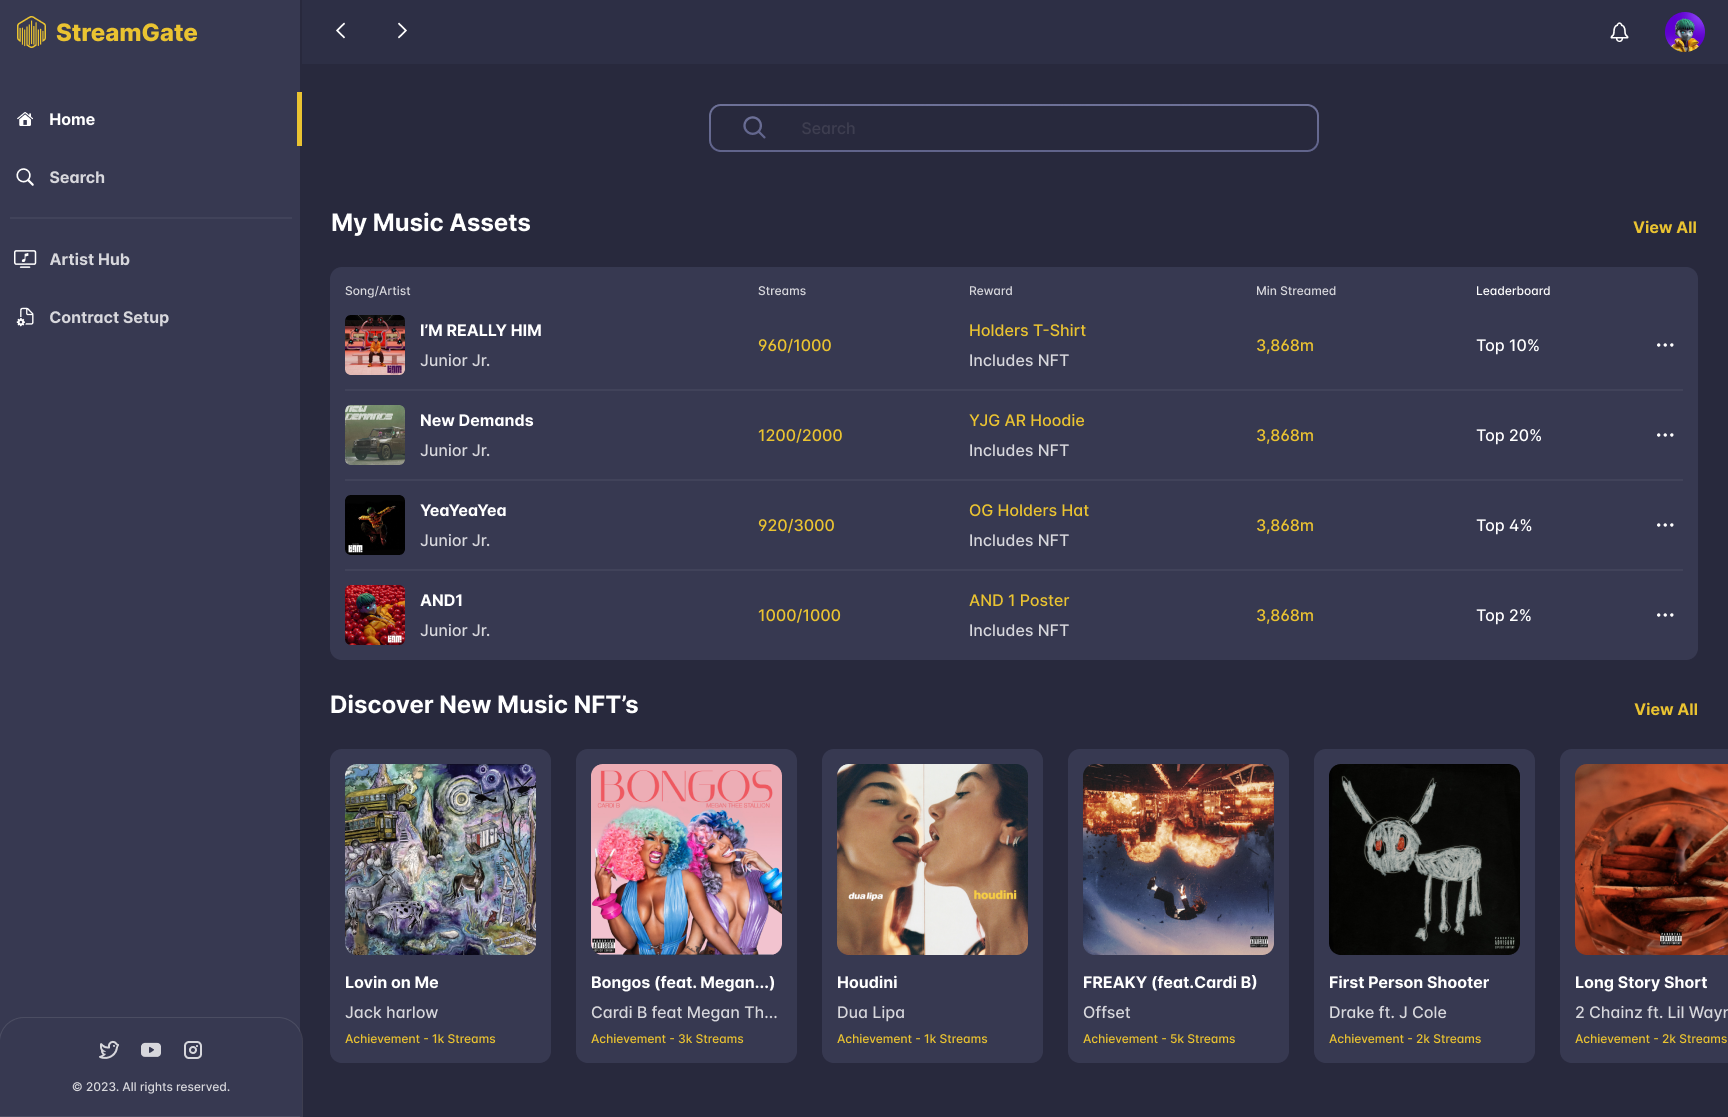 StreamGate
Home
Search
Artist Hub
Contract Setup
Search
My Music Assets
View All
Song/Artist Streams Reward Min Streamed Leaderboard
I'M REALLY HIM
Junior Jr.
960/1000
Holders T-Shirt
Includes NFT
3,868m
Top 10%
NEW DEMANDS
New Demands
Junior Jr.
1200/2000
YJG AR Hoodie
Includes NFT
3,868m
Top 20%
YeaYeaYea
Junior Jr.
920/3000
OG Holders Hat
Includes NFT
3,868m
Top 4%
AND1
Junior Jr.
1000/1000
AND 1 Poster
Includes NFT
3,868m
Top 2%
Discover New Music NFT’s
View All
Lovin on Me
Jack harlow
Achievement - 1k Streams
BONGOS
CARDI B MEGAN THEE STALLION
Bongos (feat. Megan...)
Cardi B feat Megan Th...
Achievement - 3k Streams
dua lipa houdini
Houdini
Dua Lipa
Achievement - 1k Streams
FREAKY (feat.Cardi B)
Offset
Achievement - 5k Streams
First Person Shooter
Drake ft. J Cole
Achievement - 2k Streams
Long Story Short
2 Chainz ft. Lil Wayn
Achievement - 2k Streams
© 2023. All rights reserved.